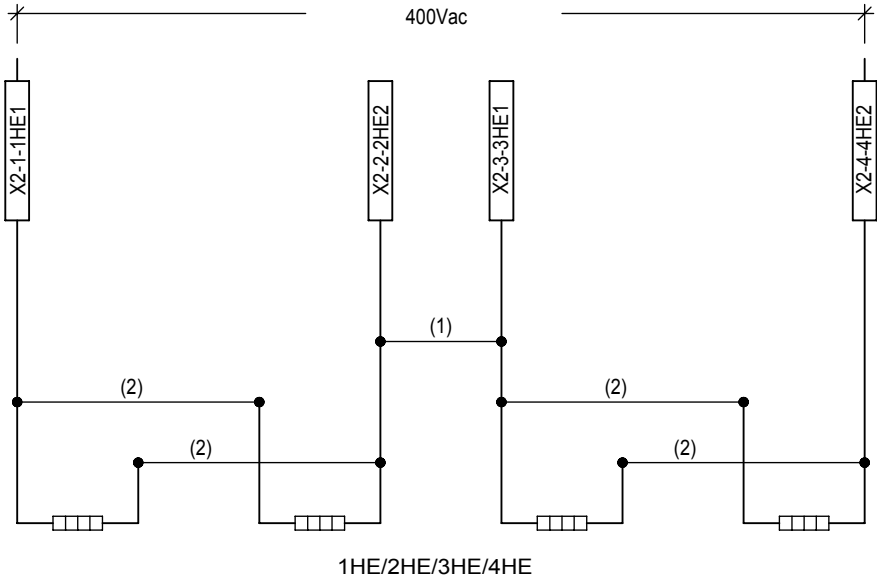 400Vac
X2-1-1HE1
X2-2-2HE2
X2-3-3HE1
X2-4-4HE2
(1)
(2)
(2)
(2)
(2)
1HE/2HE/3HE/4HE